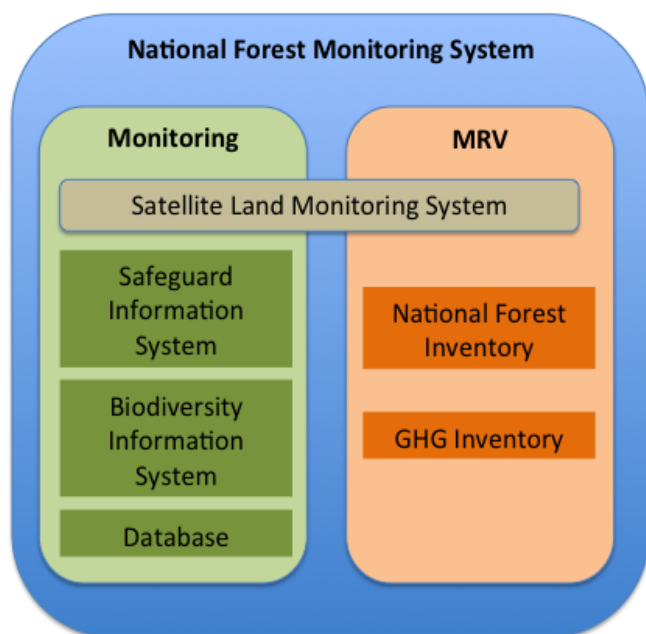 National Forest Monitoring System
Monitoring
MRV
Satellite Land Monitoring System
Safeguard
Information
System
Biodiversity
Information
System
Database
National Forest
Inventory
GHG Inventory